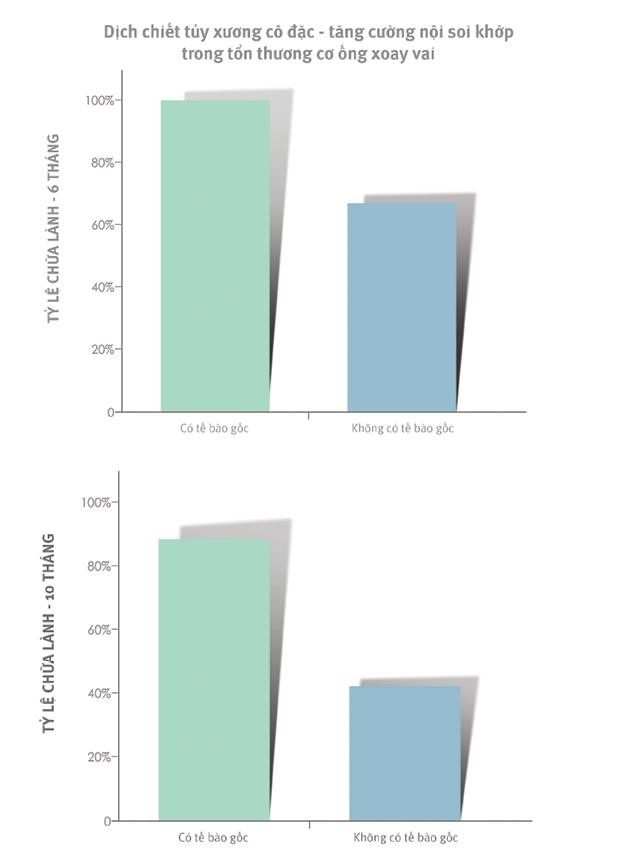 Dịch chiết tủy xương cô đặc - tăng cường nội soi khớp
trong tổn thương cơ ống xoay vai
TỶ LỆ CHỮA LÀNH - 6 THÁNG
100%
80%
60%
40%
20%
0
Có tế bào gốc
Không có tế bào gốc
TỶ LỆ CHỮA LÀNH - 10 THÁNG
100%
80%
60%
40%
20%
0
Có tế bào gốc
Không có tế bào gốc